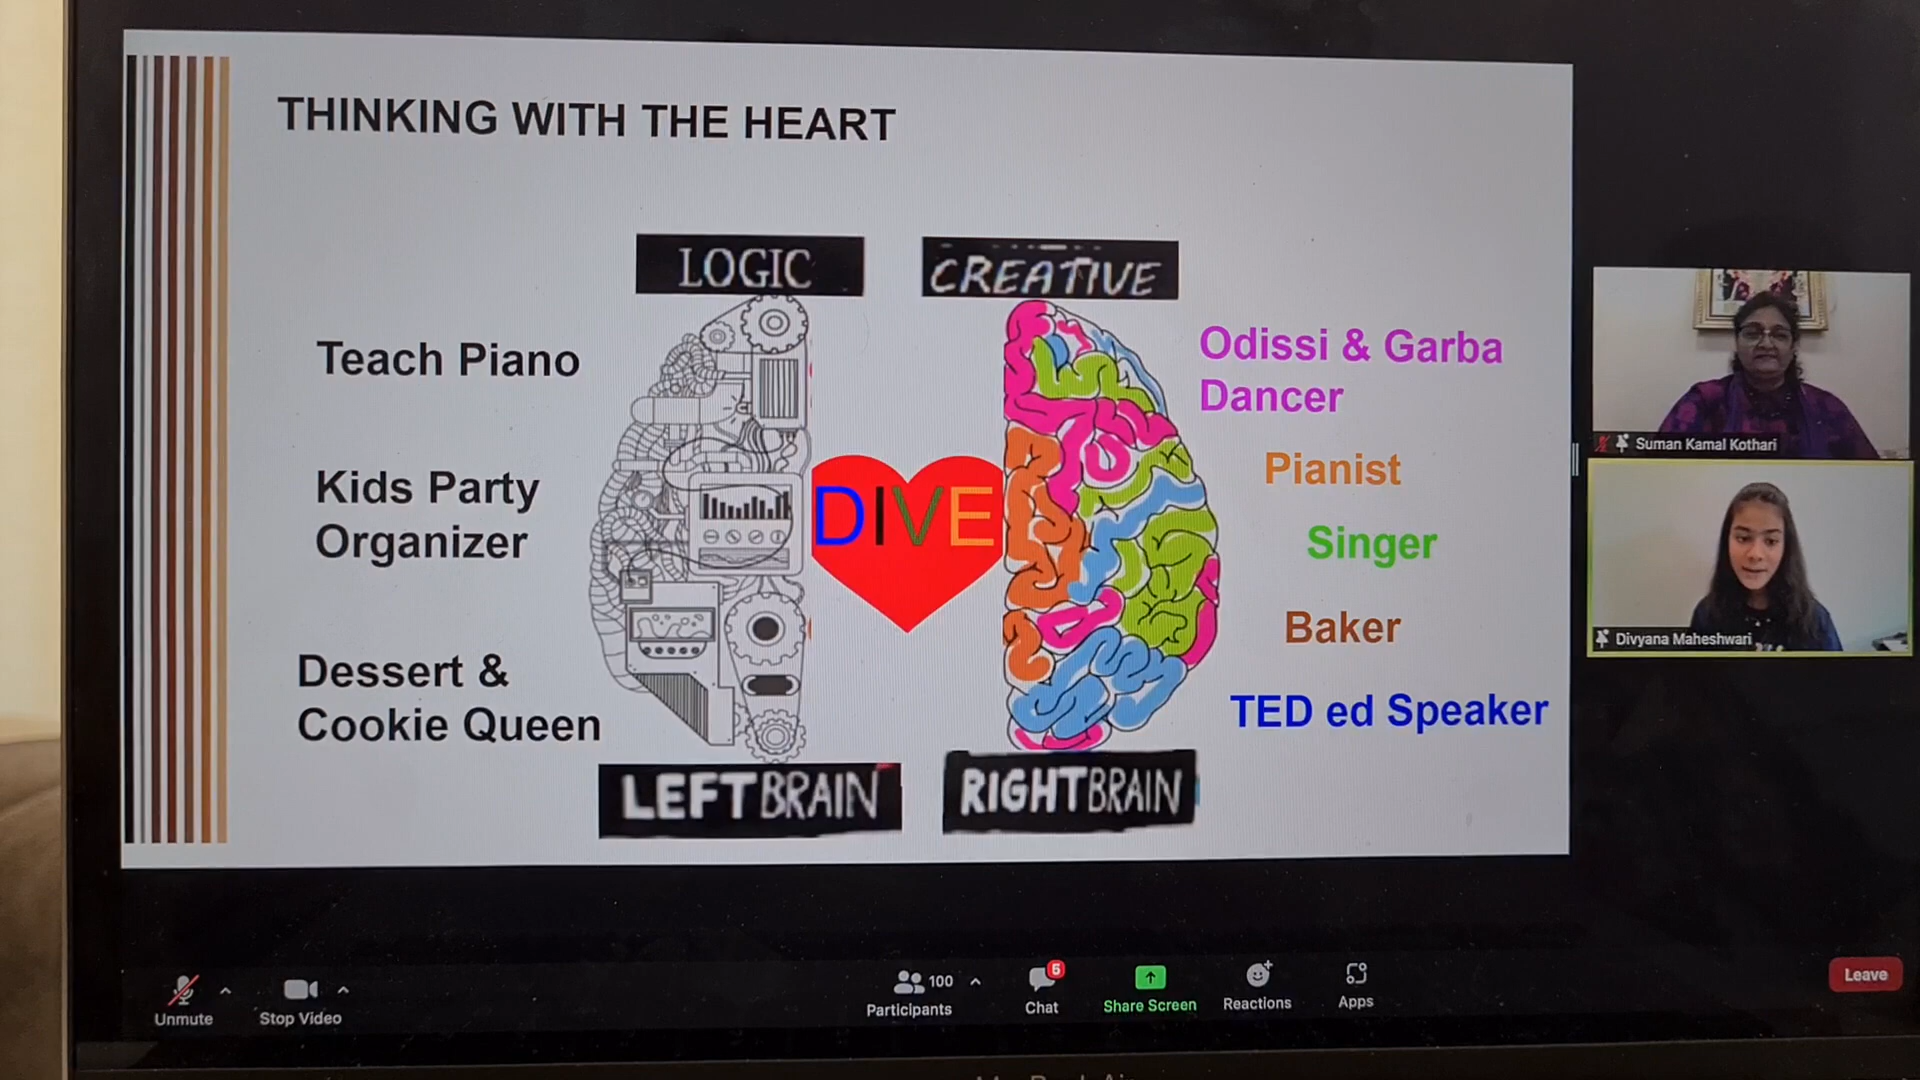 THINKING WITH THE HEART
LOGIC
CREATIVE
Teach Piano
Kids Party
Organizer
Dessert &
Cookie Queen
DIVE
Odissi & Garba
Dancer
Pianist
Singer
Baker
TED ed Speaker
LEFTBRAIN
RIGHTBRAIN
Suman Kamal Kothari
Divyana Maheshwari
Unmute
Stop Video
100
Participants
6
Chat
Share Screen
Reactions
Apps
Leave